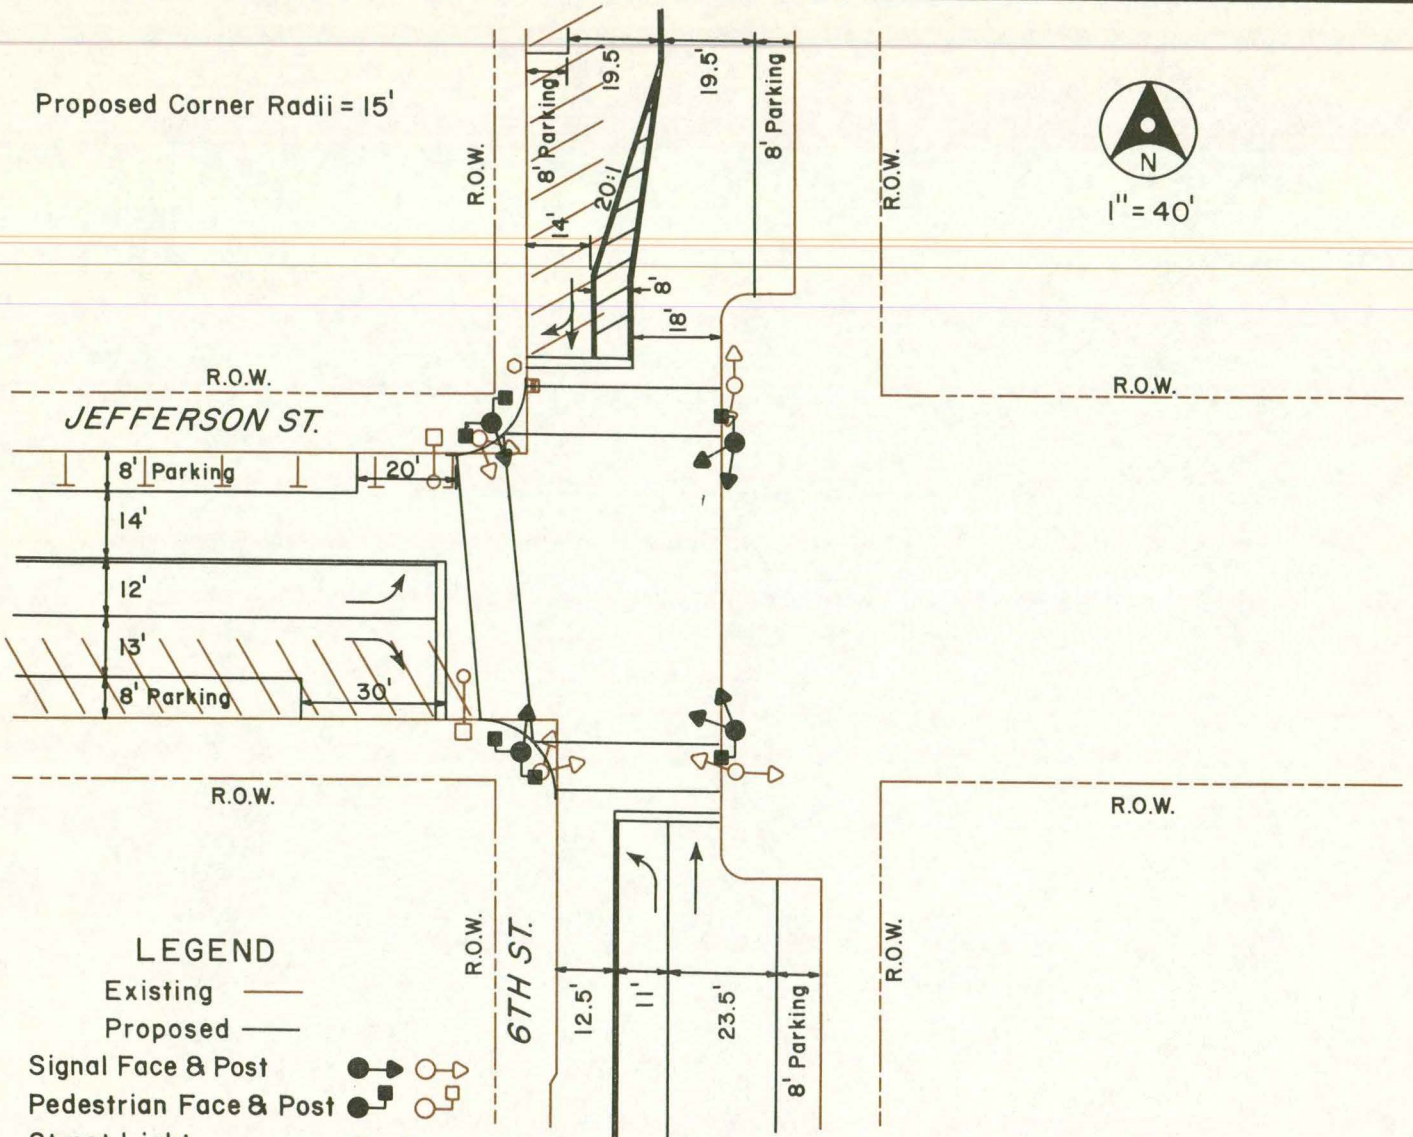 Proposed Corner Radii = 15'
R.O.W.
8' Parking
19.5'
19.5'
8' Parking
R.O.W.
N
1" = 40'
20:1
14'
8'
18'
R.O.W.
JEFFERSON ST.
R.O.W.
8' Parking
20'
14'
12'
13'
8' Parking
30'
R.O.W.
R.O.W.
R.O.W.
6TH ST.
12.5'
11'
23.5'
8' Parking
R.O.W.
LEGEND
Existing
Proposed
Signal Face & Post
Pedestrian Face & Post